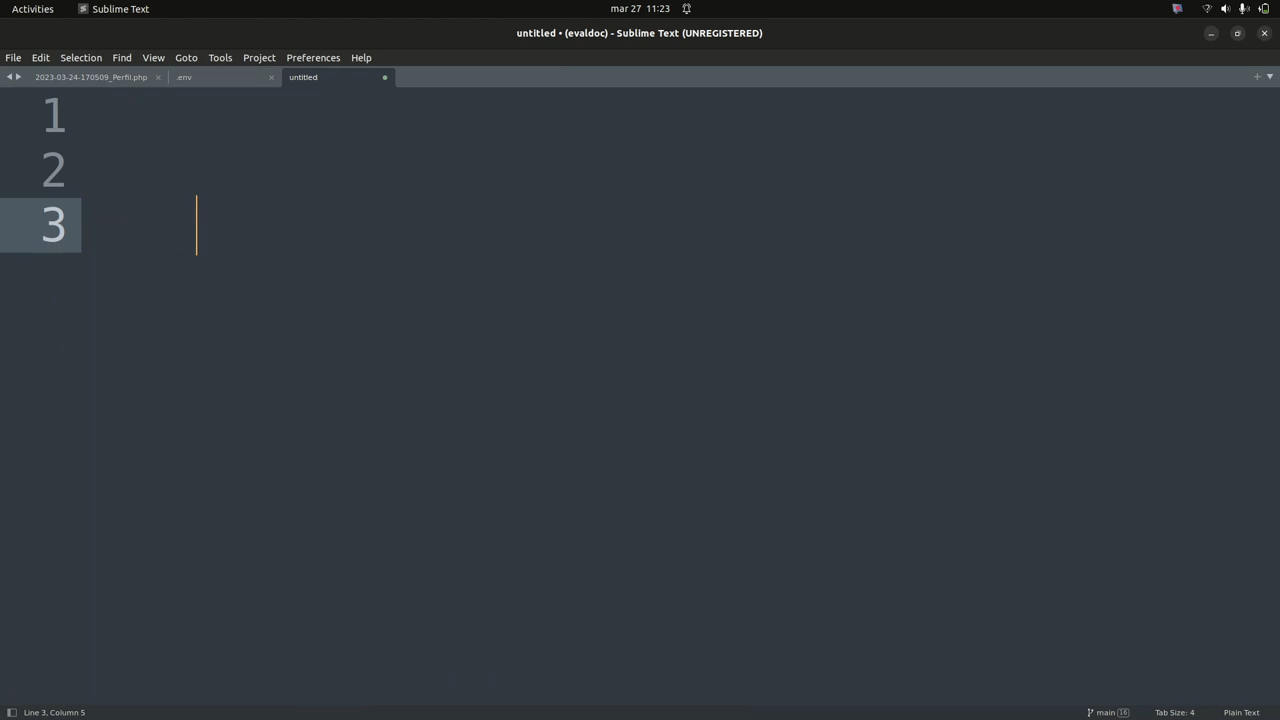 Activities Sublime Text mar 27 11:23
untitled • (evaldoc) - Sublime Text (UNREGISTERED)
File Edit Selection Find View Goto Tools Project Preferences Help
2023-03-24-170509_Perfil.php .env untitled
1
2
3
Line 3, Column 5 main 16 Tab Size: 4 Plain Text